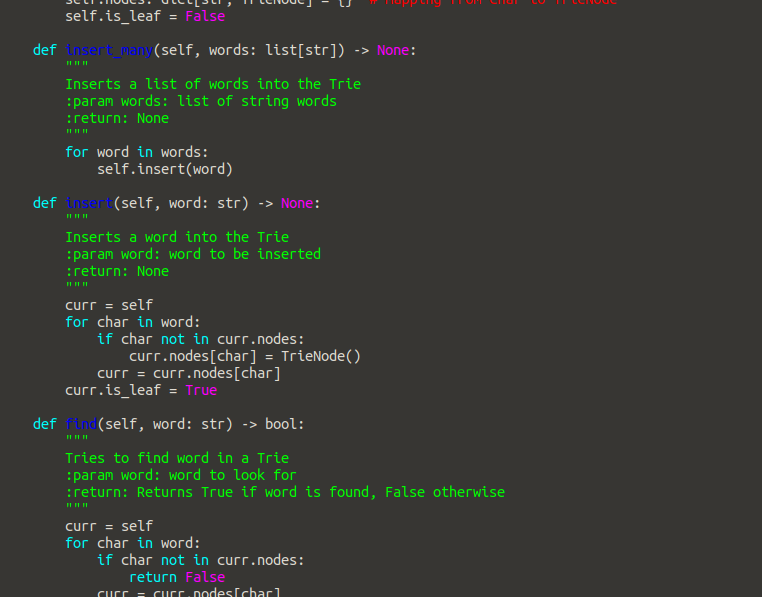 self.nodes: dict[str, TrieNode] = {}  # Mapping from char to TrieNode
self.is_leaf = False
def insert_many(self, words: list[str]) -> None:
"""
Inserts a list of words into the Trie
:param words: list of string words
:return: None
"""
for word in words:
self.insert(word)
def insert(self, word: str) -> None:
"""
Inserts a word into the Trie
:param word: word to be inserted
:return: None
"""
curr = self
for char in word:
if char not in curr.nodes:
curr.nodes[char] = TrieNode()
curr = curr.nodes[char]
curr.is_leaf = True
def find(self, word: str) -> bool:
"""
Tries to find word in a Trie
:param word: word to look for
:return: Returns True if word is found, False otherwise
"""
curr = self
for char in word:
if char not in curr.nodes:
return False
curr = curr.nodes[char]